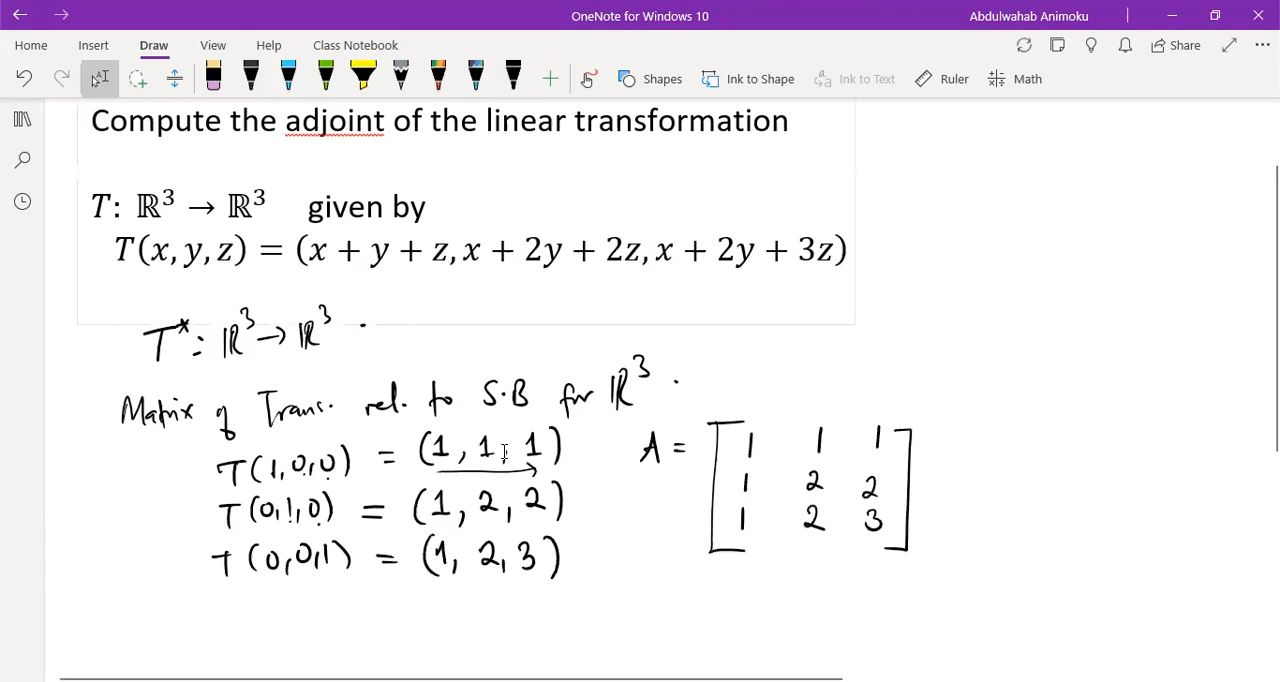 OneNote for Windows 10
Abdulwahab Animoku
Home Insert Draw View Help Class Notebook
Share
Shapes Ink to Shape Ink to Text Ruler Math
Compute the adjoint of the linear transformation
T: ℝ³ → ℝ³ given by
T(x, y, z) = (x + y + z, x + 2y + 2z, x + 2y + 3z)
T*: ℝ³ → ℝ³ .
Matrix of Trans. rel. to S.B for ℝ³ .
T(1,0,0) = (1, 1, 1)
T(0,1,0) = (1, 2, 2)
T(0,0,1) = (1, 2, 3)
A = [ 1 1 1
1 2 2
1 2 3 ]